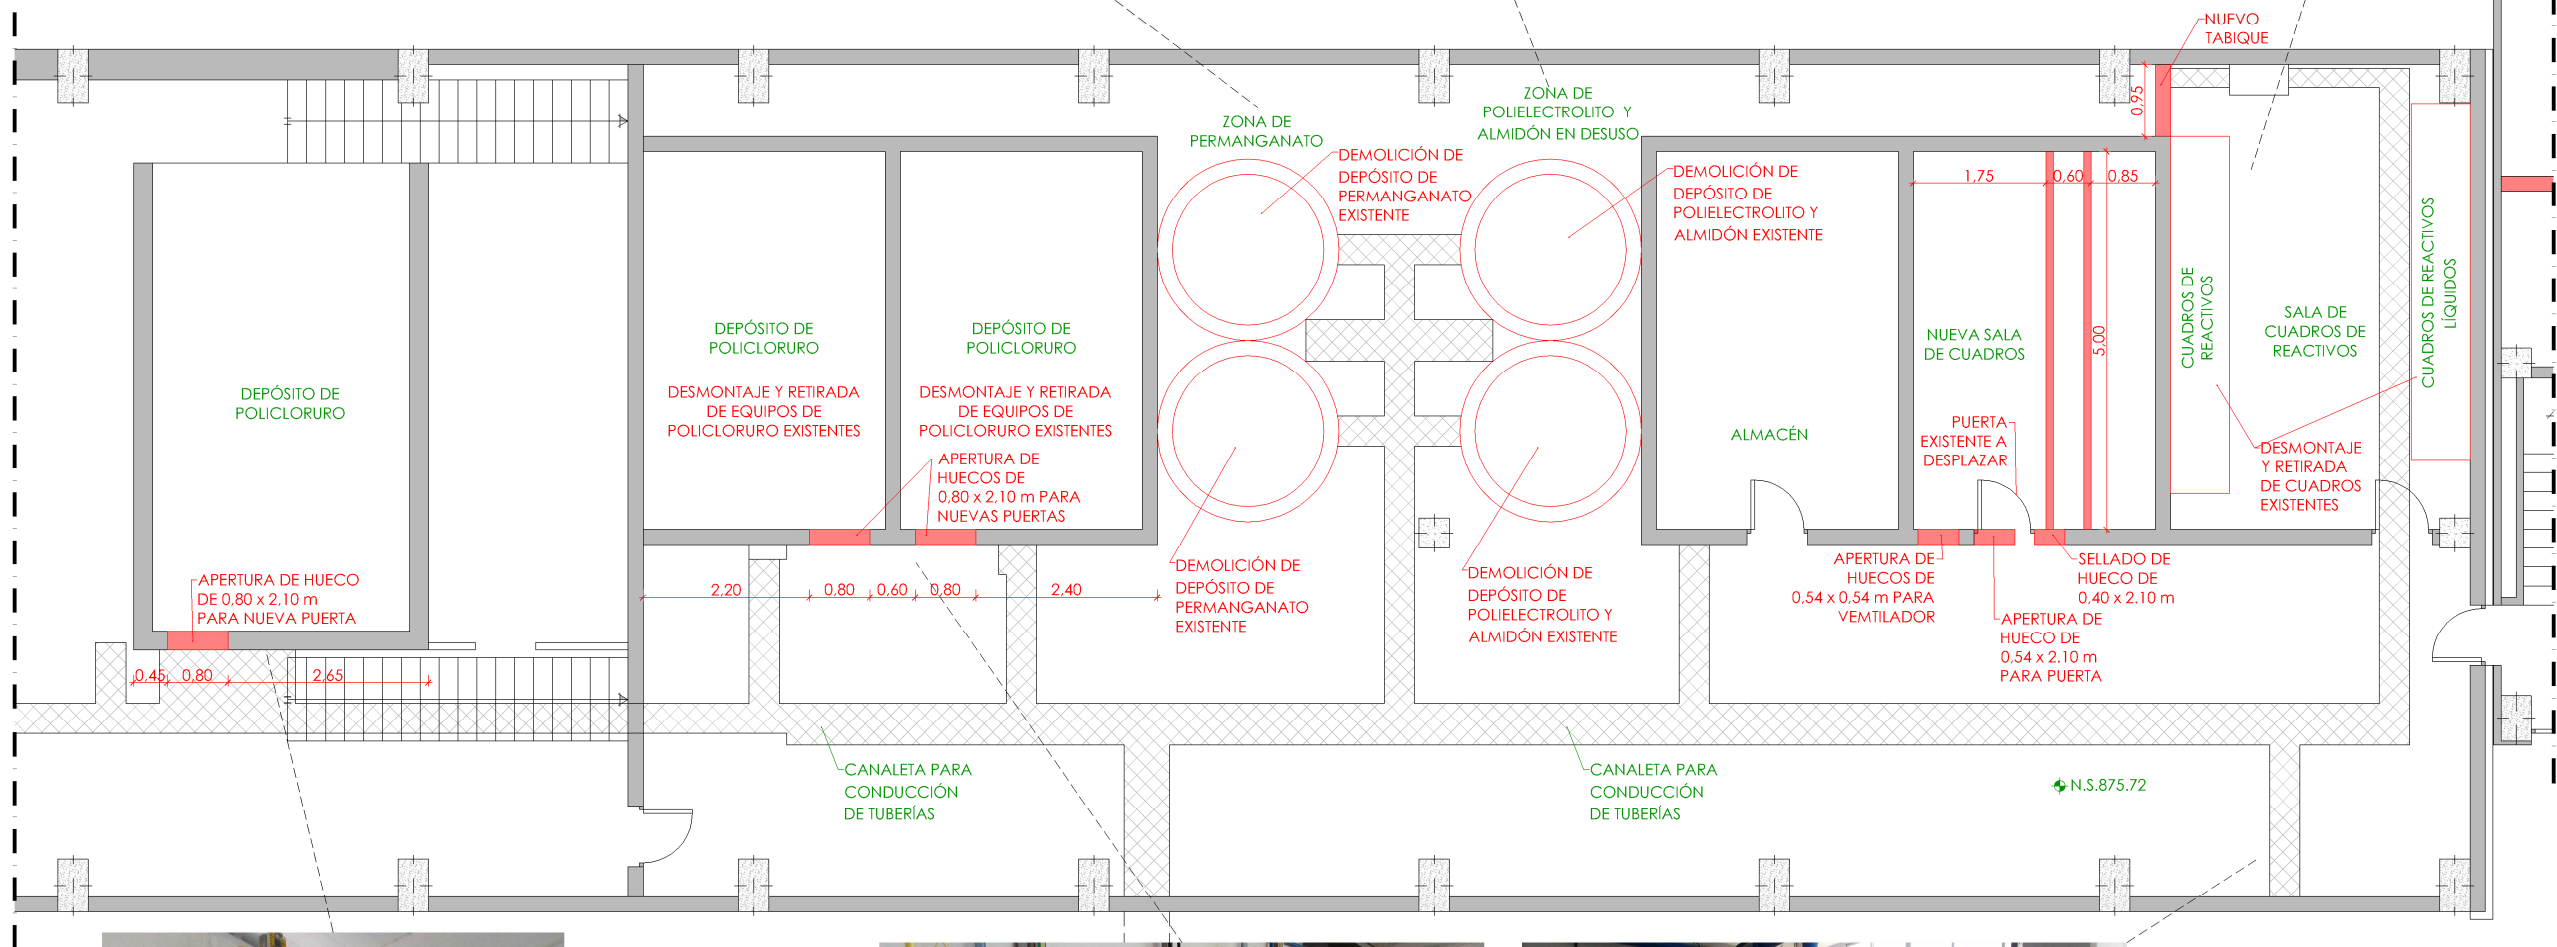 NUEVO
TABIQUE
0,95
ZONA DE
PERMANGANATO
ZONA DE
POLIELECTROLITO Y
ALMIDÓN EN DESUSO
DEMOLICIÓN DE
DEPÓSITO DE
PERMANGANATO
EXISTENTE
DEMOLICIÓN DE
DEPÓSITO DE
POLIELECTROLITO Y
ALMIDÓN EXISTENTE
1,75
0,60
0,85
5,00
DEPÓSITO DE
POLICLORURO
DEPÓSITO DE
POLICLORURO
DESMONTAJE Y RETIRADA
DE EQUIPOS DE
POLICLORURO EXISTENTES
DEPÓSITO DE
POLICLORURO
DESMONTAJE Y RETIRADA
DE EQUIPOS DE
POLICLORURO EXISTENTES
APERTURA DE
HUECOS DE
0,80 x 2,10 m PARA
NUEVAS PUERTAS
ALMACÉN
NUEVA SALA
DE CUADROS
PUERTA
EXISTENTE A
DESPLAZAR
CUADROS DE
REACTIVOS
SALA DE
CUADROS DE
REACTIVOS
CUADROS DE REACTIVOS
LÍQUIDOS
DESMONTAJE
Y RETIRADA
DE CUADROS
EXISTENTES
APERTURA DE HUECO
DE 0,80 x 2,10 m
PARA NUEVA PUERTA
0,45
0,80
2,65
2,20
0,80
0,60
0,80
2,40
DEMOLICIÓN DE
DEPÓSITO DE
PERMANGANATO
EXISTENTE
DEMOLICIÓN DE
DEPÓSITO DE
POLIELECTROLITO Y
ALMIDÓN EXISTENTE
APERTURA DE
HUECOS DE
0,54 x 0,54 m PARA
VEMTILADOR
APERTURA DE
HUECO DE
0,54 x 2.10 m
PARA PUERTA
SELLADO DE
HUECO DE
0,40 x 2.10 m
CANALETA PARA
CONDUCCIÓN
DE TUBERÍAS
CANALETA PARA
CONDUCCIÓN
DE TUBERÍAS
N.S.875.72